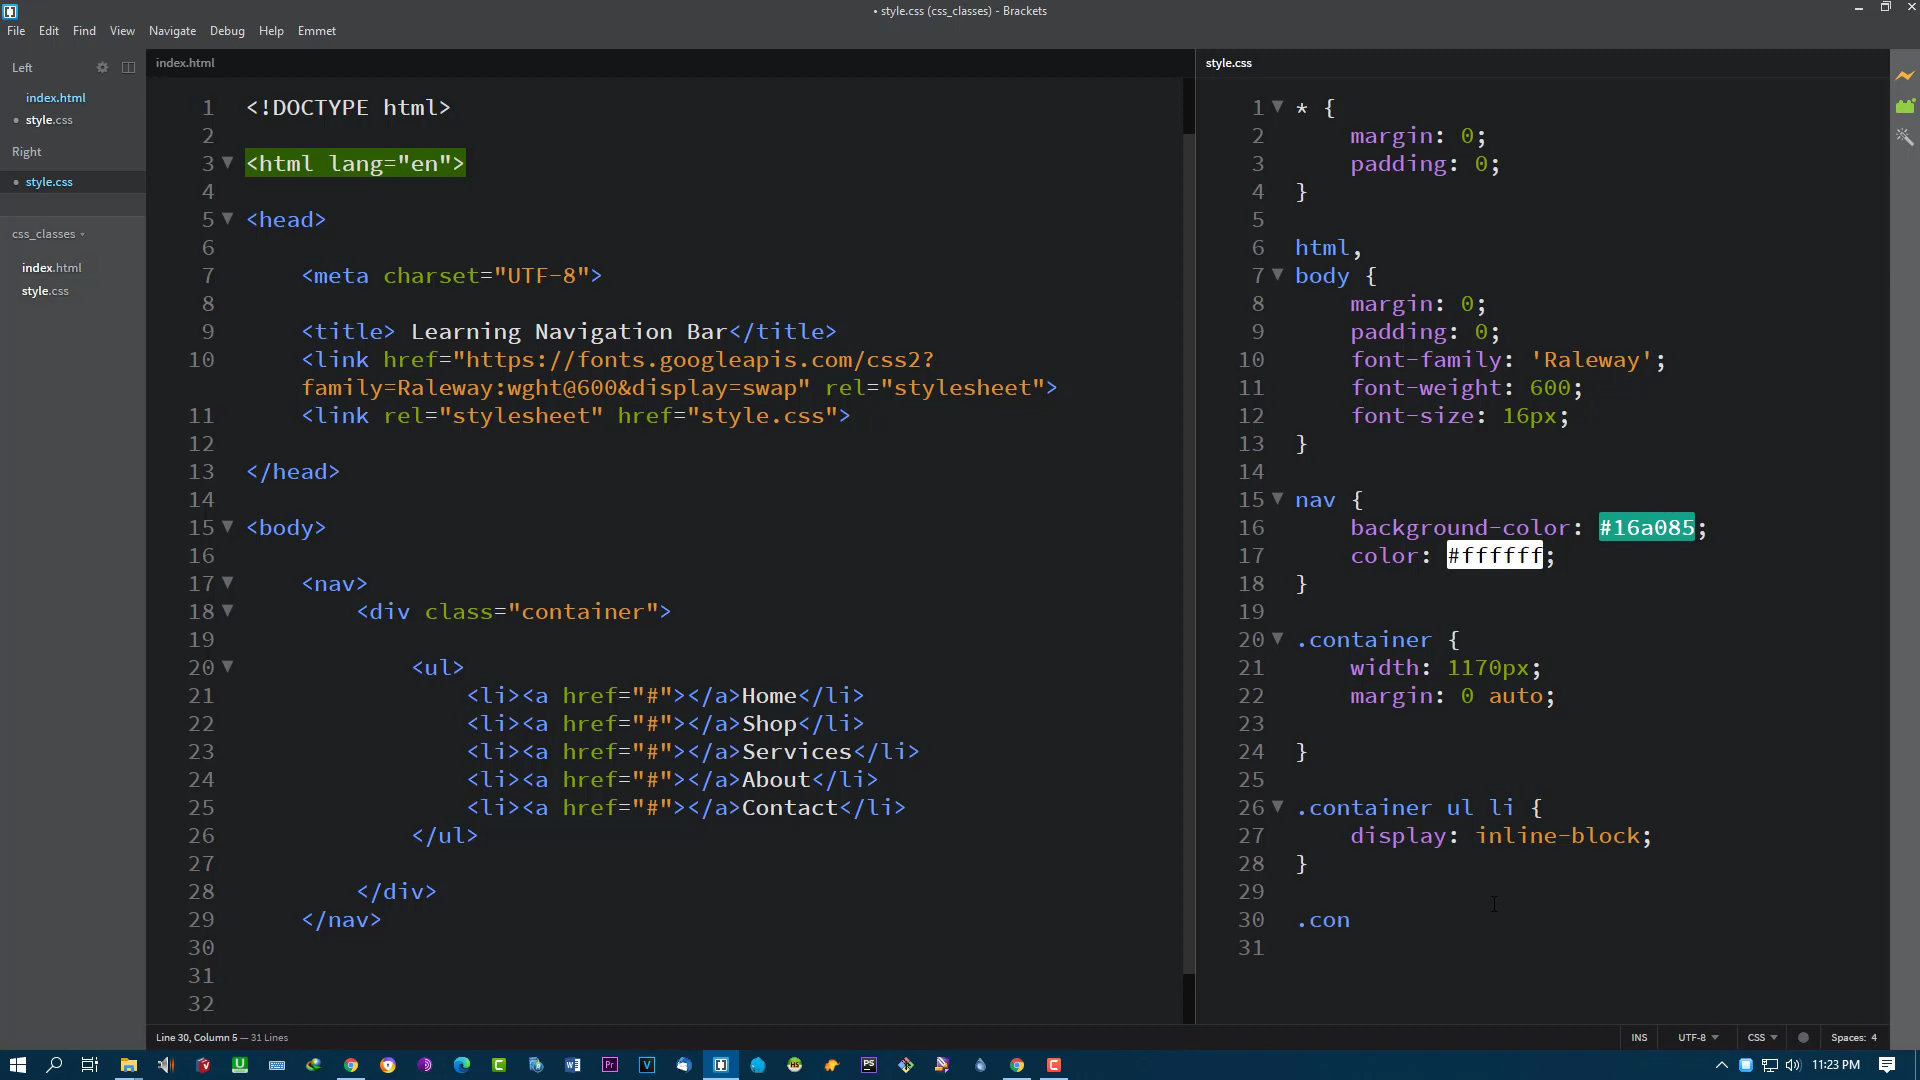 • style.css (css_classes) - Brackets
File Edit Find View Navigate Debug Help Emmet
Left
index.html
• style.css
Right
• style.css
css_classes
index.html
style.css
index.html
1 <!DOCTYPE html>
2
3 <html lang="en">
4
5 <head>
6
7 <meta charset="UTF-8">
8
9 <title> Learning Navigation Bar</title>
10 <link href="https://fonts.googleapis.com/css2?
family=Raleway:wght@600&display=swap" rel="stylesheet">
11 <link rel="stylesheet" href="style.css">
12
13 </head>
14
15 <body>
16
17 <nav>
18 <div class="container">
19
20 <ul>
21 <li><a href="#"></a>Home</li>
22 <li><a href="#"></a>Shop</li>
23 <li><a href="#"></a>Services</li>
24 <li><a href="#"></a>About</li>
25 <li><a href="#"></a>Contact</li>
26 </ul>
27
28 </div>
29 </nav>
30
31
32
style.css
1 * {
2 margin: 0;
3 padding: 0;
4 }
5
6 html,
7 body {
8 margin: 0;
9 padding: 0;
10 font-family: 'Raleway';
11 font-weight: 600;
12 font-size: 16px;
13 }
14
15 nav {
16 background-color: #16a085;
17 color: #ffffff;
18 }
19
20 .container {
21 width: 1170px;
22 margin: 0 auto;
23
24 }
25
26 .container ul li {
27 display: inline-block;
28 }
29
30 .con
31
Line 30, Column 5 — 31 Lines
INS UTF-8 CSS Spaces: 4
11:23 PM